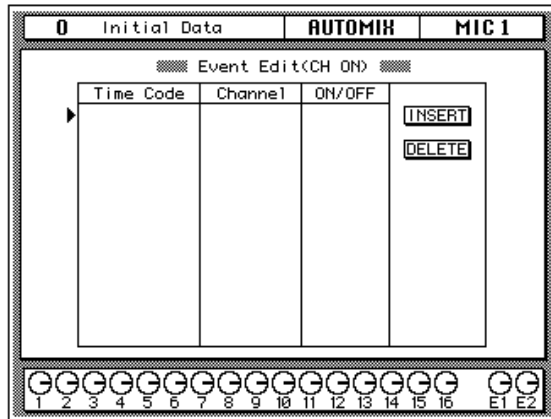 0 Initial Data AUTOMIX MIC 1
Event Edit(CH ON)
Time Code Channel ON/OFF
INSERT
DELETE
1 2 3 4 5 6 7 8 9 10 11 12 13 14 15 16 E1 E2